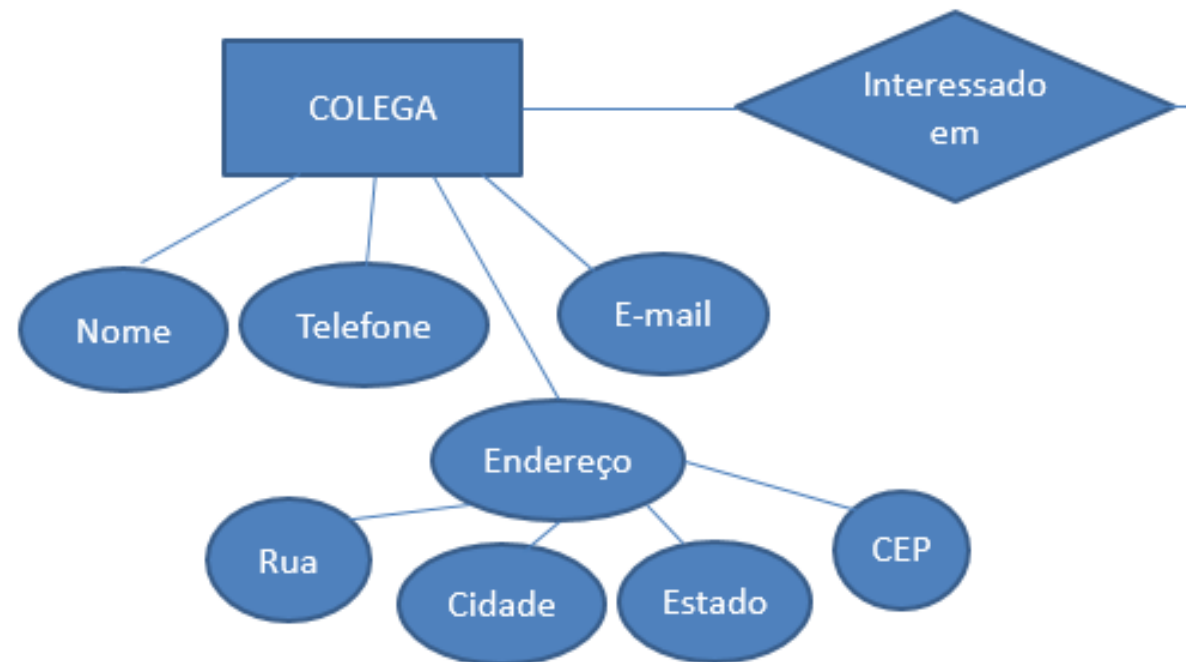 COLEGA
Interessado
em
Nome
Telefone
E-mail
Endereço
Rua
Cidade
Estado
CEP